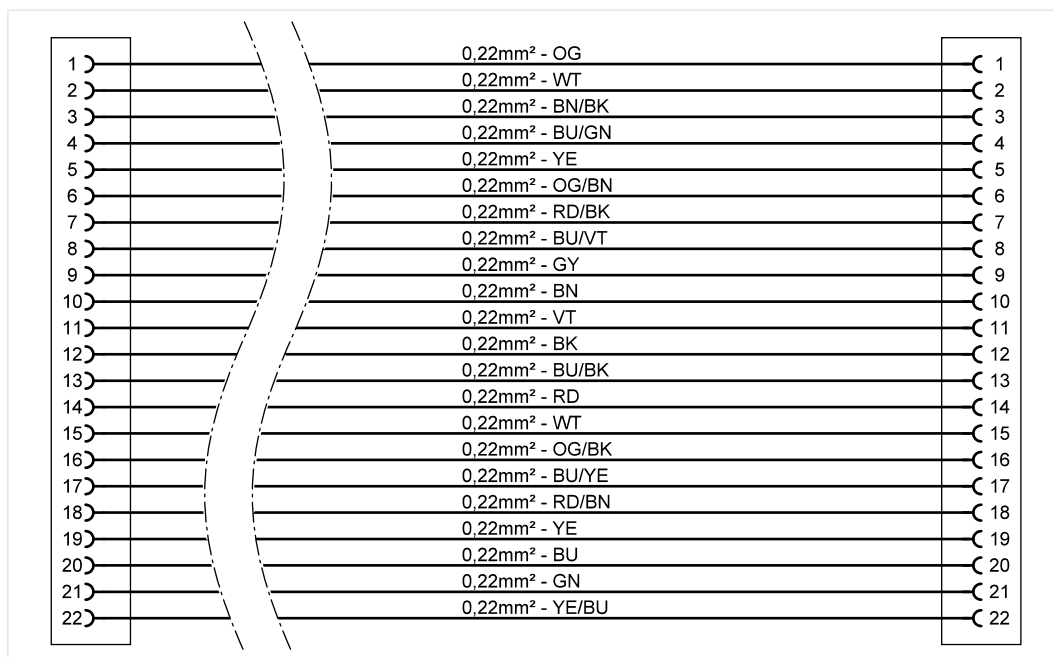 1 0,22mm² - OG 1
2 0,22mm² - WT 2
3 0,22mm² - BN/BK 3
4 0,22mm² - BU/GN 4
5 0,22mm² - YE 5
6 0,22mm² - OG/BN 6
7 0,22mm² - RD/BK 7
8 0,22mm² - BU/VT 8
9 0,22mm² - GY 9
10 0,22mm² - BN 10
11 0,22mm² - VT 11
12 0,22mm² - BK 12
13 0,22mm² - BU/BK 13
14 0,22mm² - RD 14
15 0,22mm² - WT 15
16 0,22mm² - OG/BK 16
17 0,22mm² - BU/YE 17
18 0,22mm² - RD/BN 18
19 0,22mm² - YE 19
20 0,22mm² - BU 20
21 0,22mm² - GN 21
22 0,22mm² - YE/BU 22